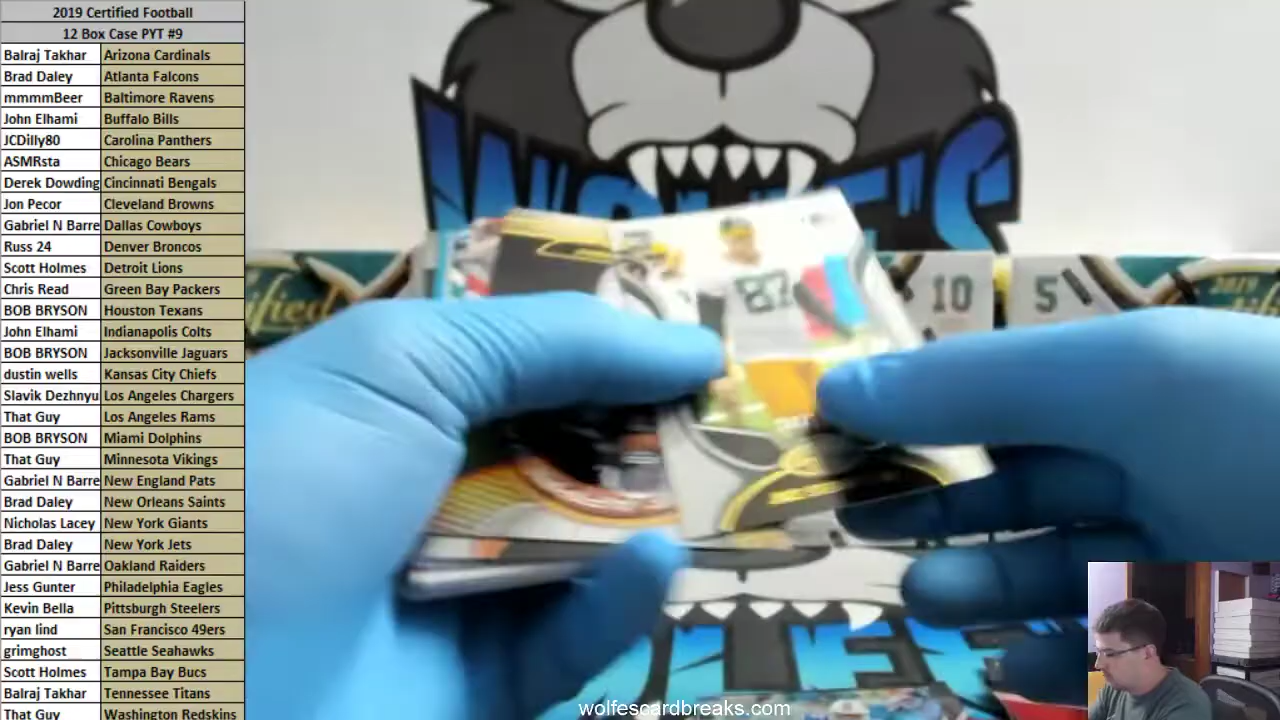 2019 Certified Football
12 Box Case PYT #9
Balraj Takhar Arizona Cardinals
Brad Daley Atlanta Falcons
mmmmBeer Baltimore Ravens
John Elhami Buffalo Bills
JCDilly80 Carolina Panthers
ASMRsta Chicago Bears
Derek Dowding Cincinnati Bengals
Jon Pecor Cleveland Browns
Gabriel N Barre Dallas Cowboys
Russ 24 Denver Broncos
Scott Holmes Detroit Lions
Chris Read Green Bay Packers
BOB BRYSON Houston Texans
John Elhami Indianapolis Colts
BOB BRYSON Jacksonville Jaguars
dustin wells Kansas City Chiefs
Slavik Dezhnyu Los Angeles Chargers
That Guy Los Angeles Rams
BOB BRYSON Miami Dolphins
That Guy Minnesota Vikings
Gabriel N Barre New England Pats
Brad Daley New Orleans Saints
Nicholas Lacey New York Giants
Brad Daley New York Jets
Gabriel N Barre Oakland Raiders
Jess Gunter Philadelphia Eagles
Kevin Bella Pittsburgh Steelers
ryan lind San Francisco 49ers
grimghost Seattle Seahawks
Scott Holmes Tampa Bay Bucs
Balraj Takhar Tennessee Titans
That Guy Washington Redskins
WOLFE'S
87
10
5
2019
wolfescardbreaks.com